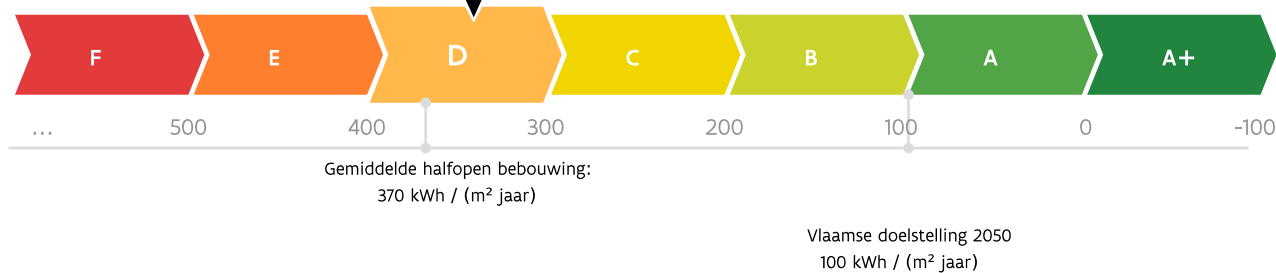 F E D C B A A+
... 500 400 300 200 100 0 -100
Gemiddelde halfopen bebouwing:
370 kWh / (m² jaar)
Vlaamse doelstelling 2050
100 kWh / (m² jaar)